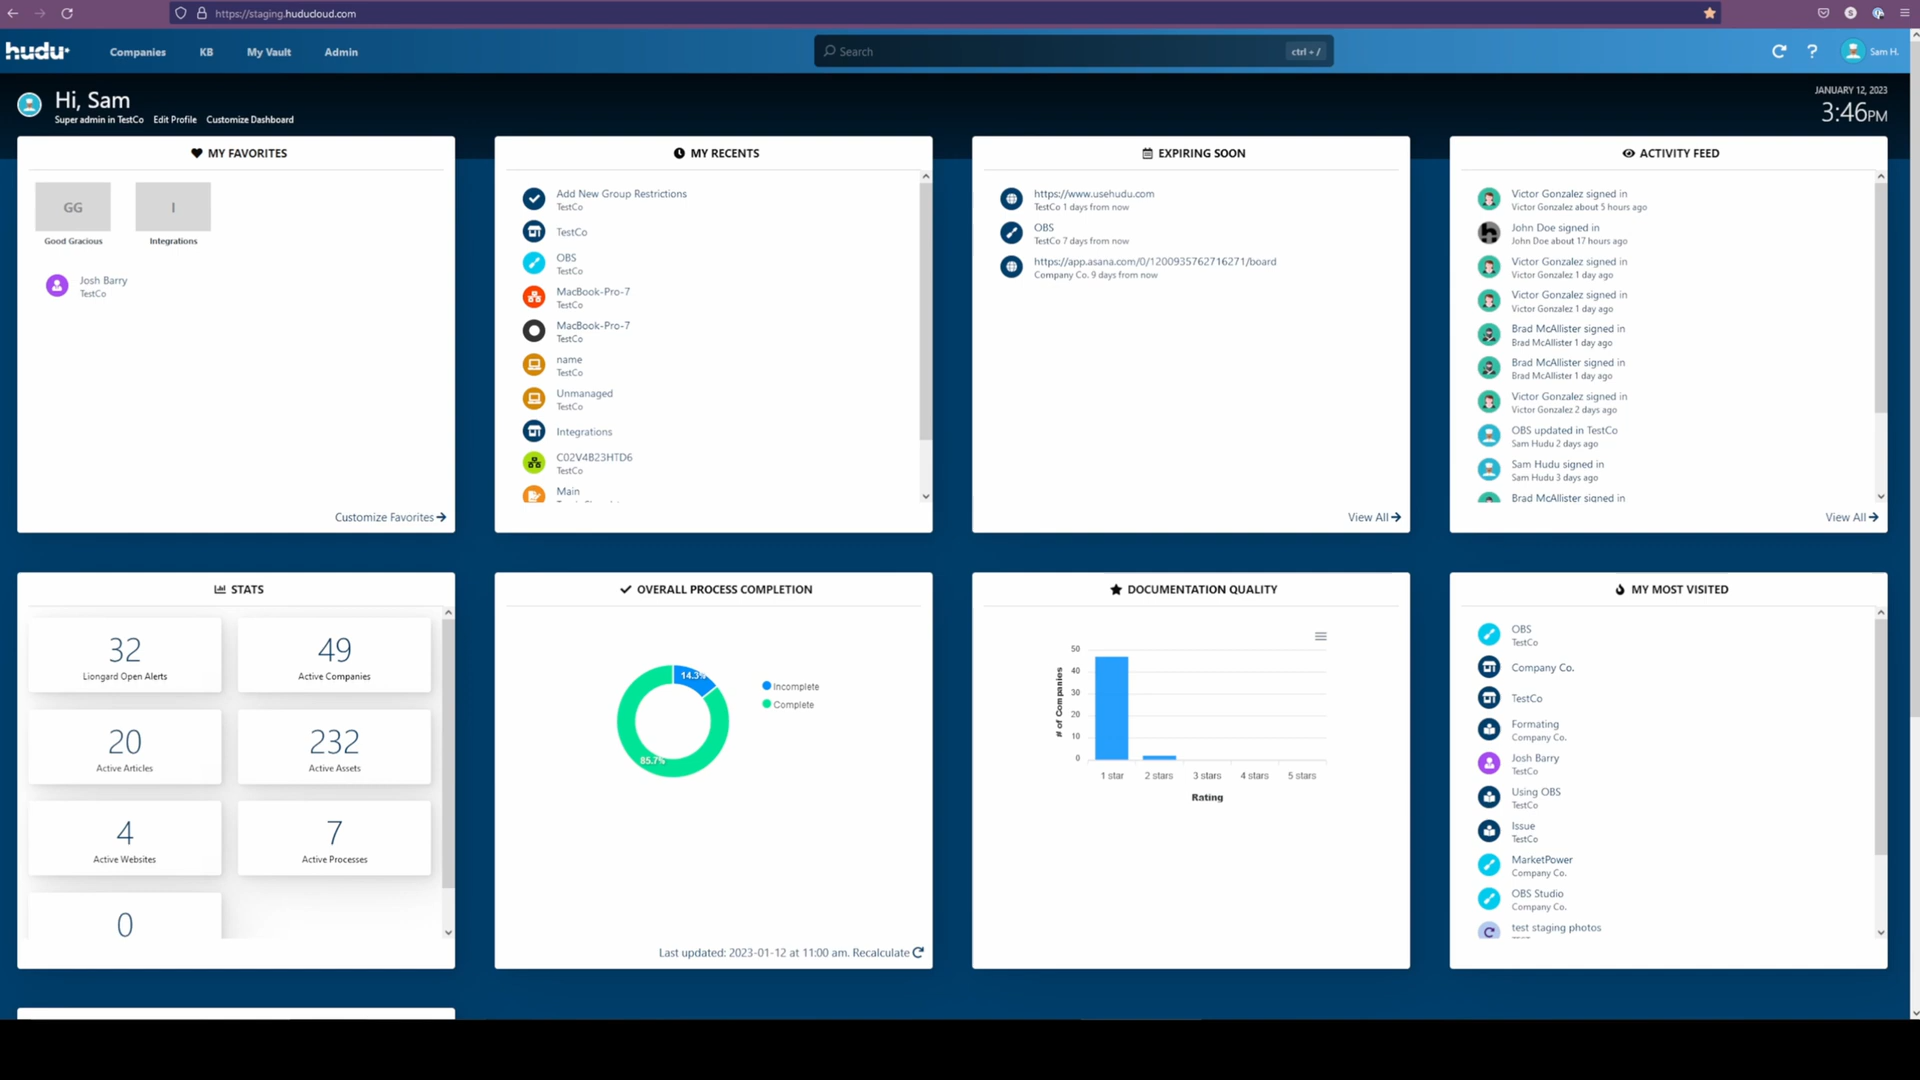 https://staging.huducloud.com
hudu
Companies
KB
My Vault
Admin
Search
ctrl + /
?
Sam H.
Hi, Sam
Super admin in TestCo
Edit Profile
Customize Dashboard
JANUARY 12, 2023
3:46PM
MY FAVORITES
GG
Good Gracious
I
Integrations
Josh Barry
TestCo
Customize Favorites
MY RECENTS
Add New Group Restrictions
TestCo
TestCo
OBS
TestCo
MacBook-Pro-7
TestCo
MacBook-Pro-7
TestCo
name
TestCo
Unmanaged
TestCo
Integrations
C02V4B23HTD6
TestCo
Main
EXPIRING SOON
https://www.usehudu.com
TestCo 1 days from now
OBS
TestCo 7 days from now
https://app.asana.com/0/1200935762716271/board
Company Co. 9 days from now
View All
ACTIVITY FEED
Victor Gonzalez signed in
Victor Gonzalez about 5 hours ago
John Doe signed in
John Doe about 17 hours ago
Victor Gonzalez signed in
Victor Gonzalez 1 day ago
Victor Gonzalez signed in
Victor Gonzalez 1 day ago
Brad McAllister signed in
Brad McAllister 1 day ago
Brad McAllister signed in
Brad McAllister 1 day ago
Victor Gonzalez signed in
Victor Gonzalez 2 days ago
OBS updated in TestCo
Sam Hudu 2 days ago
Sam Hudu signed in
Sam Hudu 3 days ago
Brad McAllister signed in
View All
STATS
32
Liongard Open Alerts
49
Active Companies
20
Active Articles
232
Active Assets
4
Active Websites
7
Active Processes
0
OVERALL PROCESS COMPLETION
14.3%
85.7%
Incomplete
Complete
Last updated: 2023-01-12 at 11:00 am. Recalculate
DOCUMENTATION QUALITY
# of Companies
50
40
30
20
10
0
1 star
2 stars
3 stars
4 stars
5 stars
Rating
MY MOST VISITED
OBS
TestCo
Company Co.
TestCo
Formating
Company Co.
Josh Barry
TestCo
Using OBS
TestCo
Issue
TestCo
MarketPower
Company Co.
OBS Studio
Company Co.
test staging photos